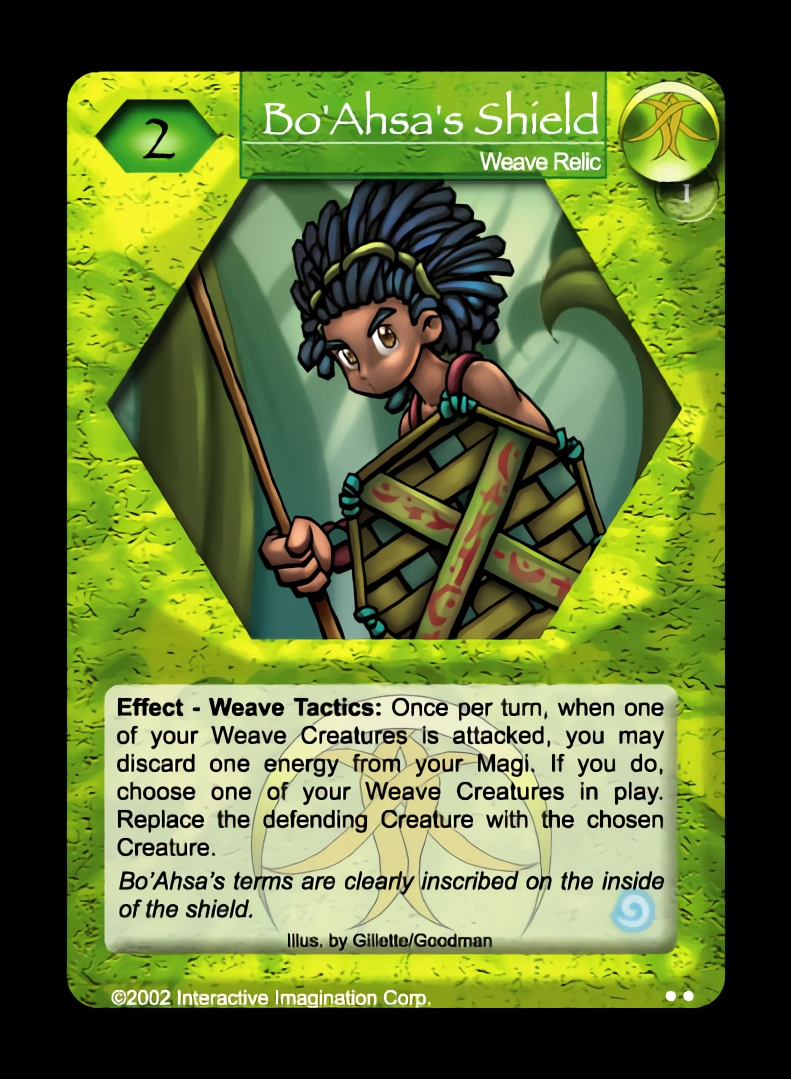 2
Bo'Ahsa's Shield
Weave Relic
I
Effect - Weave Tactics: Once per turn, when one
of your Weave Creatures is attacked, you may
discard one energy from your Magi. If you do,
choose one of your Weave Creatures in play.
Replace the defending Creature with the chosen
Creature.
Bo'Ahsa's terms are clearly inscribed on the inside
of the shield.
Illus. by Gillette/Goodman
©2002 Interactive Imagination Corp.